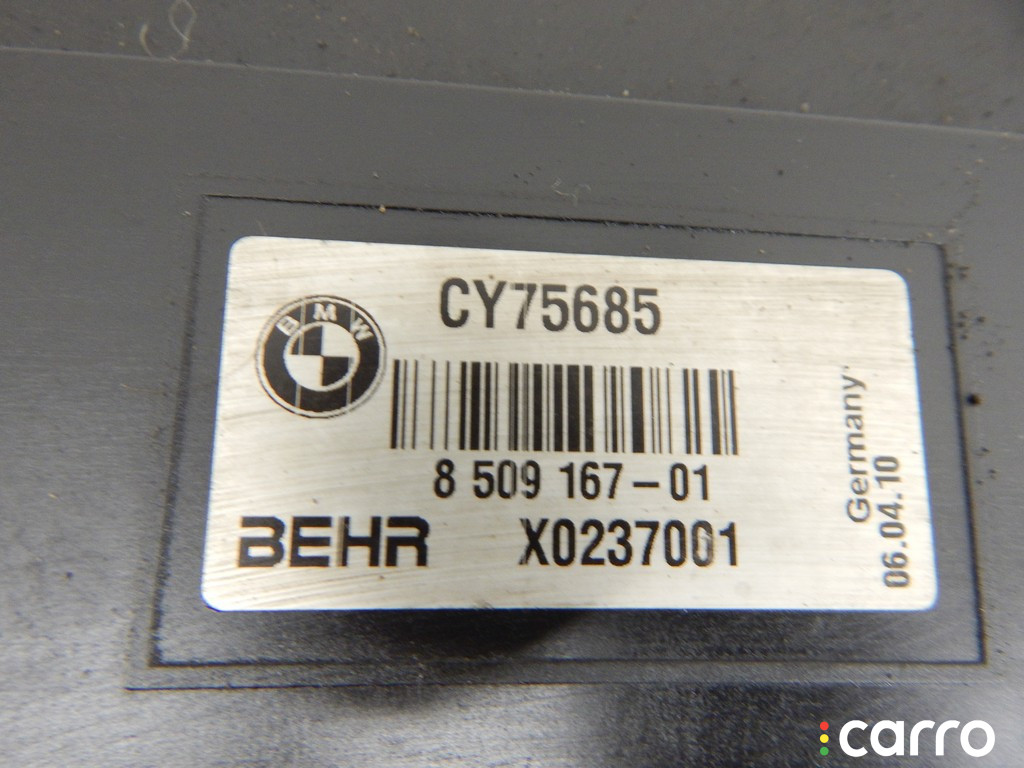 CY75685
BMW
8 509 167-01
BEHR X0237001
Germany
06.04.10
carro